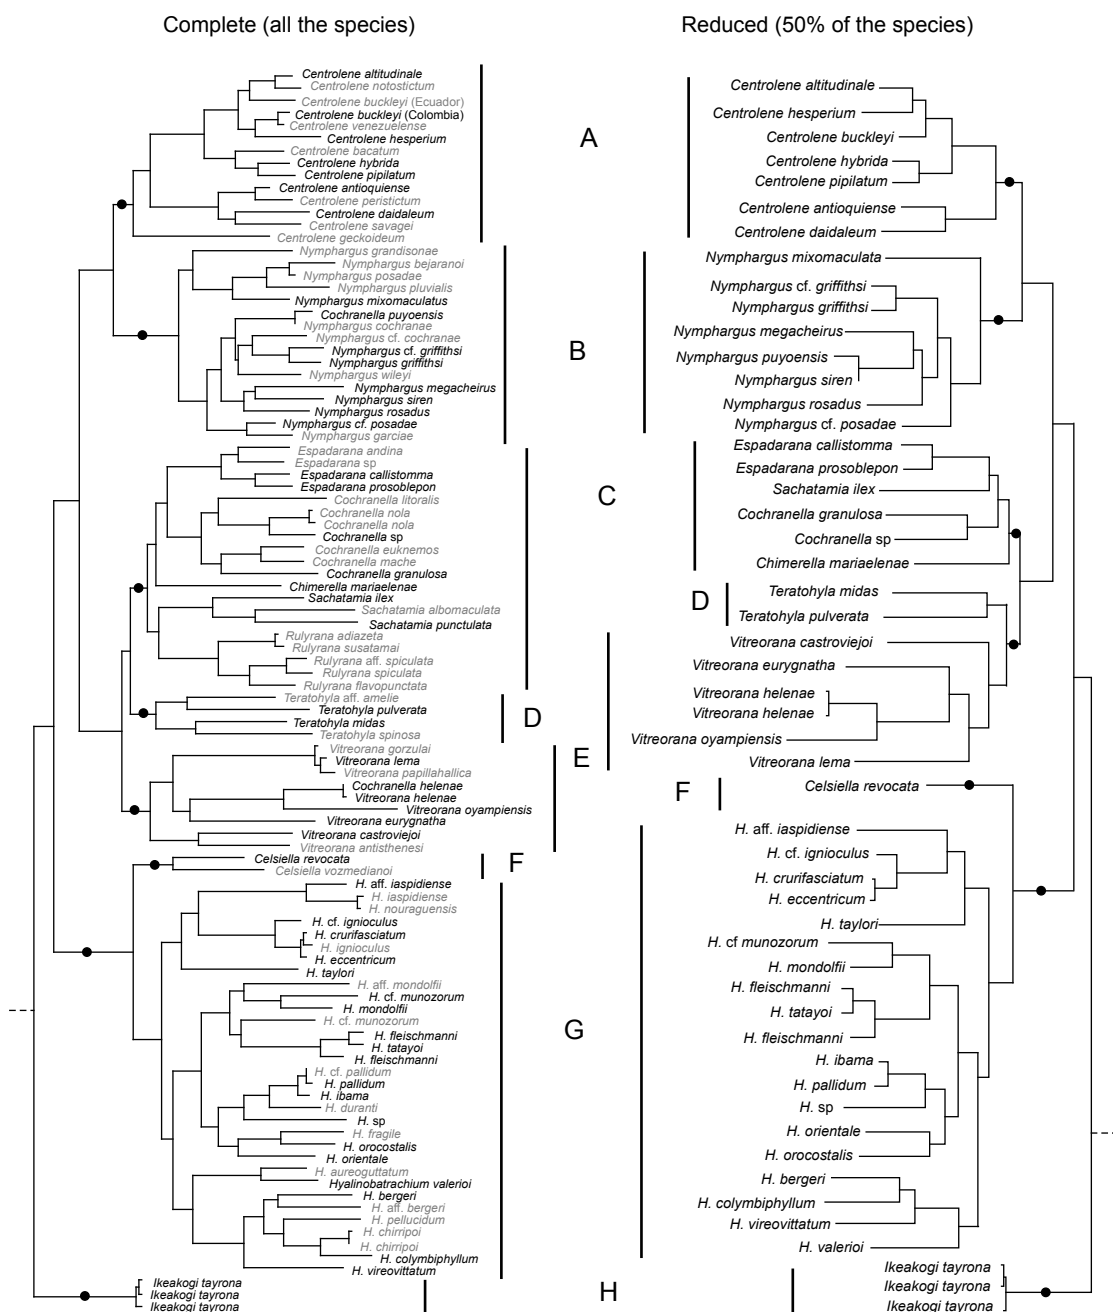 Complete (all the species)
Centrolene altitudinale
Centrolene notostictum
Centrolene buckleyi (Ecuador)
Centrolene buckleyi (Colombia)
Centrolene venezuelense
Centrolene hesperium
Centrolene bacatum
Centrolene hybrida
Centrolene pipilatum
Centrolene antioquiense
Centrolene peristictum
Centrolene daidaleum
Centrolene savagei
Centrolene geckoideum
Nymphargus grandisonae
Nymphargus bejaranoi
Nymphargus posadae
Nymphargus pluvialis
Nymphargus mixomaculatus
Cochranella puyoensis
Nymphargus cochranae
Nymphargus cf. cochranae
Nymphargus cf. griffithsi
Nymphargus griffithsi
Nymphargus wileyi
Nymphargus megacheirus
Nymphargus siren
Nymphargus rosadus
Nymphargus cf. posadae
Nymphargus garciae
Espadarana andina
Espadarana sp
Espadarana callistomma
Espadarana prosoblepon
Cochranella litoralis
Cochranella nola
Cochranella nola
Cochranella sp
Cochranella euknemos
Cochranella mache
Cochranella granulosa
Chimerella mariaelenae
Sachatamia ilex
Sachatamia albomaculata
Sachatamia punctulata
Rulyrana adiazeta
Rulyrana susatamai
Rulyrana aff. spiculata
Rulyrana spiculata
Rulyrana flavopunctata
Teratohyla aff. amelie
Teratohyla pulverata
Teratohyla midas
Teratohyla spinosa
Vitreorana gorzulai
Vitreorana lema
Vitreorana papillahallica
Cochranella helenae
Vitreorana helenae
Vitreorana oyampiensis
Vitreorana eurygnatha
Vitreorana castroviejoi
Vitreorana antisthenesi
Celsiella revocata
Celsiella vozmedianoi
H. aff. iaspidiense
H. iaspidiense
H. nouraguensis
H. cf. ignioculus
H. crurifasciatum
H. ignioculus
H. eccentricum
H. taylori
H. aff. mondolfii
H. cf. munozorum
H. mondolfii
H. cf. munozorum
H. fleischmanni
H. tatayoi
H. fleischmanni
H. cf. pallidum
H. pallidum
H. ibama
H. duranti
H. sp
H. fragile
H. orocostalis
H. orientale
H. aureoguttatum
Hyalinobatrachium valerioi
H. bergeri
H. aff. bergeri
H. pellucidum
H. chirripoi
H. chirripoi
H. colymbiphyllum
H. vireovittatum
Ikeakogi tayrona
Ikeakogi tayrona
Ikeakogi tayrona
A
B
C
D
D
E
F
F
G
H
Reduced (50% of the species)
Centrolene altitudinale
Centrolene hesperium
Centrolene buckleyi
Centrolene hybrida
Centrolene pipilatum
Centrolene antioquiense
Centrolene daidaleum
Nymphargus mixomaculata
Nymphargus cf. griffithsi
Nymphargus griffithsi
Nymphargus megacheirus
Nymphargus puyoensis
Nymphargus siren
Nymphargus rosadus
Nymphargus cf. posadae
Espadarana callistomma
Espadarana prosoblepon
Sachatamia ilex
Cochranella granulosa
Cochranella sp
Chimerella mariaelenae
Teratohyla midas
Teratohyla pulverata
Vitreorana castroviejoi
Vitreorana eurygnatha
Vitreorana helenae
Vitreorana helenae
Vitreorana oyampiensis
Vitreorana lema
Celsiella revocata
H. aff. iaspidiense
H. cf. ignioculus
H. crurifasciatum
H. eccentricum
H. taylori
H. cf munozorum
H. mondolfii
H. fleischmanni
H. tatayoi
H. fleischmanni
H. ibama
H. pallidum
H. sp
H. orientale
H. orocostalis
H. bergeri
H. colymbiphyllum
H. vireovittatum
H. valerioi
Ikeakogi tayrona
Ikeakogi tayrona
Ikeakogi tayrona